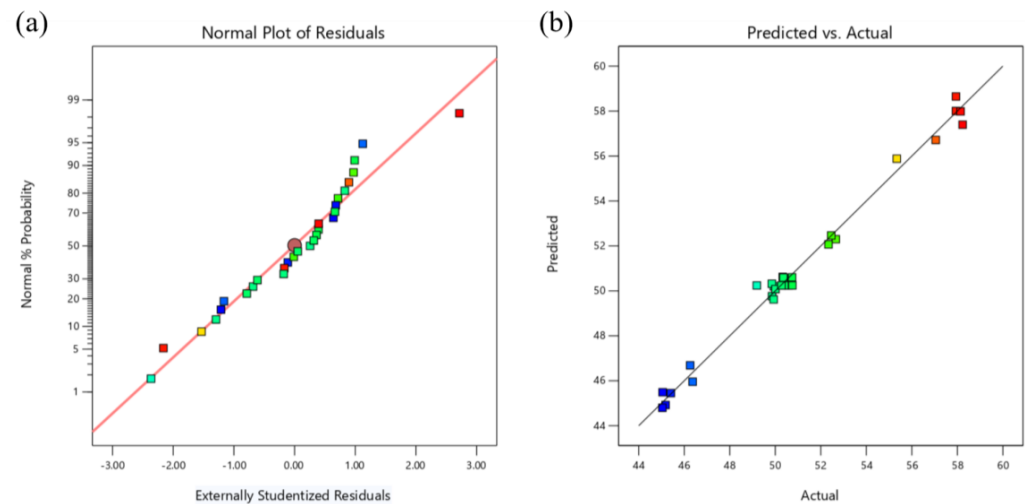 (a)
Normal Plot of Residuals
Normal % Probability
99
95
90
80
70
50
30
20
10
5
1
-3.00 -2.00 -1.00 0.00 1.00 2.00 3.00
Externally Studentized Residuals
(b)
Predicted vs. Actual
Predicted
60
58
56
54
52
50
48
46
44
44 46 48 50 52 54 56 58 60
Actual